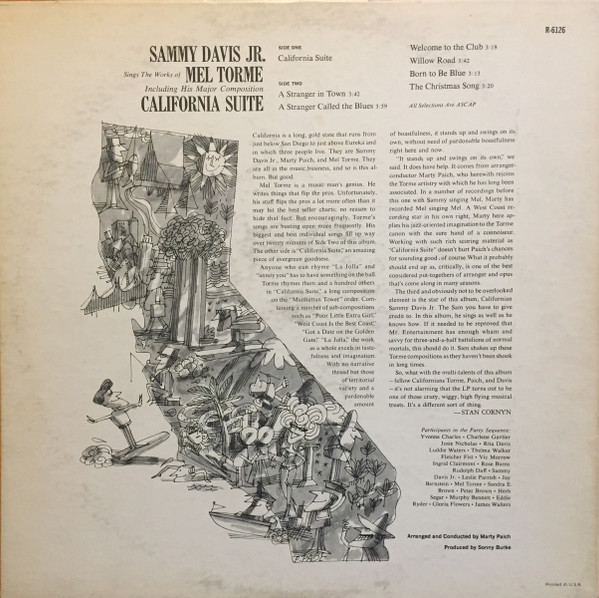 R-6126
SAMMY DAVIS JR.
Sings The Works of MEL TORME
Including His Major Composition
CALIFORNIA SUITE
SIDE ONE
California Suite
SIDE TWO
A Stranger in Town 3:42
A Stranger Called the Blues 3:59
Welcome to the Club 3:18
Willow Road 3:42
Born to Be Blue 3:13
The Christmas Song 3:20
All Selections Are ASCAP
California is a long, gold state that runs from
just below San Diego to just above Eureka and
in which three people live. They are Sammy
Davis Jr., Marty Paich, and Mel Torme. They
are all in the music business, and so is this al-
bum. But good.
Mel Torme is a music man's genius. He
writes things that flip the pros. Unfortunately,
his stuff flips the pros a lot more often than it
may hit the best seller charts; no reason to
hide that fact. But encouragingly, Torme's
songs are busting open more frequently. His
biggest and best individual songs fill up way
over twenty minutes of Side Two of this album.
The other side is "California Suite," an amazing
piece of evergreen goodness.
Anyone who can rhyme "La Jolla" and
"annoy you" has to have something on the ball.
Torme rhymes them and a hundred others
in "California Suite," a long composition
on the "Manhattan Tower" order. Com-
bining a number of sub-compositions
such as "Poor Little Extra Girl,"
"West Coast Is the Best Coast,"
"Got a Date on the Golden
Gate," "La Jolla," the work
as a whole excels in taste-
fulness and imagination.
With no narrative
thread but those
of territorial
variety and a
pardonable
amount
of boastfulness, it stands up and swings on its
own, without need of pardonable boastfulness
right here and now.
"It stands up and swings on its own," we
said. It does have help. It comes from arranger-
conductor Marty Paich, who herewith rejoins
the Torme artistry with which he has long been
associated. In a number of recordings before
this one with Sammy singing Mel, Marty has
recorded Mel singing Mel. A West Coast re-
cording star in his own right, Marty here ap-
plies his jazz-oriented imagination to the Torme
canon with the sure hand of a connoisseur.
Working with such rich scoring material as
"California Suite" doesn't hurt Paich's chances
for sounding good, of course. What it probably
should end up as, critically, is one of the best
considered put-togethers of arranger and opus
that's come along in many seasons.
The third and obviously not to be overlooked
element is the star of this album, Californian
Sammy Davis Jr. The Sam you have to give
credit to. In this album, he sings as well as he
knows how. If it needed to be reproved that
Mr. Entertainment has enough wham and
savvy for three-and-a-half battalions of normal
mortals, this should do it. Sam shakes up these
Torme compositions as they haven't been shook
in long times.
So, what with the multi-talents of this album
—fellow Californians Torme, Paich, and Davis
—it's not alarming that the LP turns out to be
one of those crazy, wiggy, high flying musical
treats. It's a different sort of thing.
—STAN CORNYN
Participants in the Party Sequence:
Yvonne Charles • Charlene Garnier
Josie Nicholas • Rita Davis
Luddie Waters • Thelma Walker
Fletcher Fist • Vic Morrow
Ingrid Clairmont • Rose Burns
Rudolph Duff • Sammy
Davis Jr. • Leslie Parrish • Jay
Bernstein • Mel Torme • Sandra E.
Brown • Peter Brown • Herb
Segar • Murphy Bennett • Eddie
Ryder • Gloria Flowers • James Waters
Arranged and Conducted by Marty Paich
Produced by Sonny Burke
Printed in U.S.A.